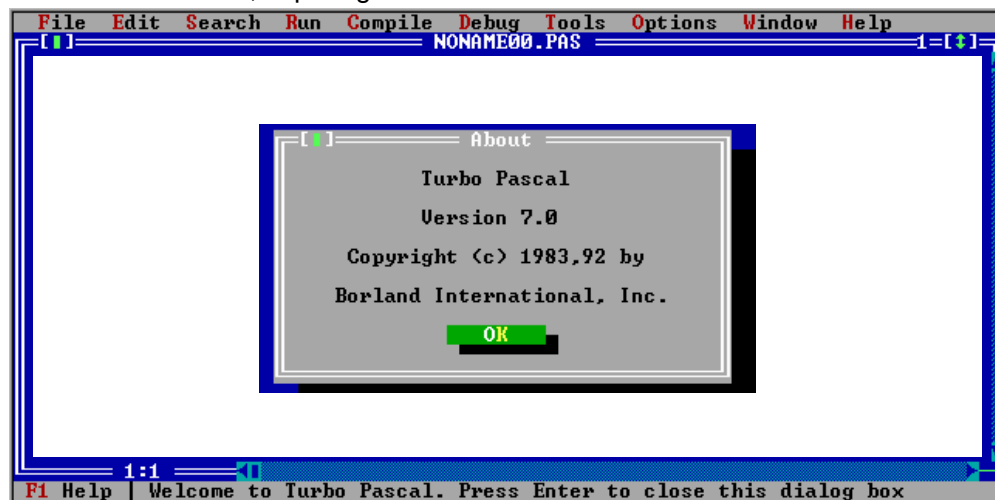 File Edit Search Run Compile Debug Tools Options Window Help
[▮] NONAME00.PAS 1=[↕]
[▮] About
Turbo Pascal
Version 7.0
Copyright (c) 1983,92 by
Borland International, Inc.
OK
1:1
F1 Help | Welcome to Turbo Pascal. Press Enter to close this dialog box